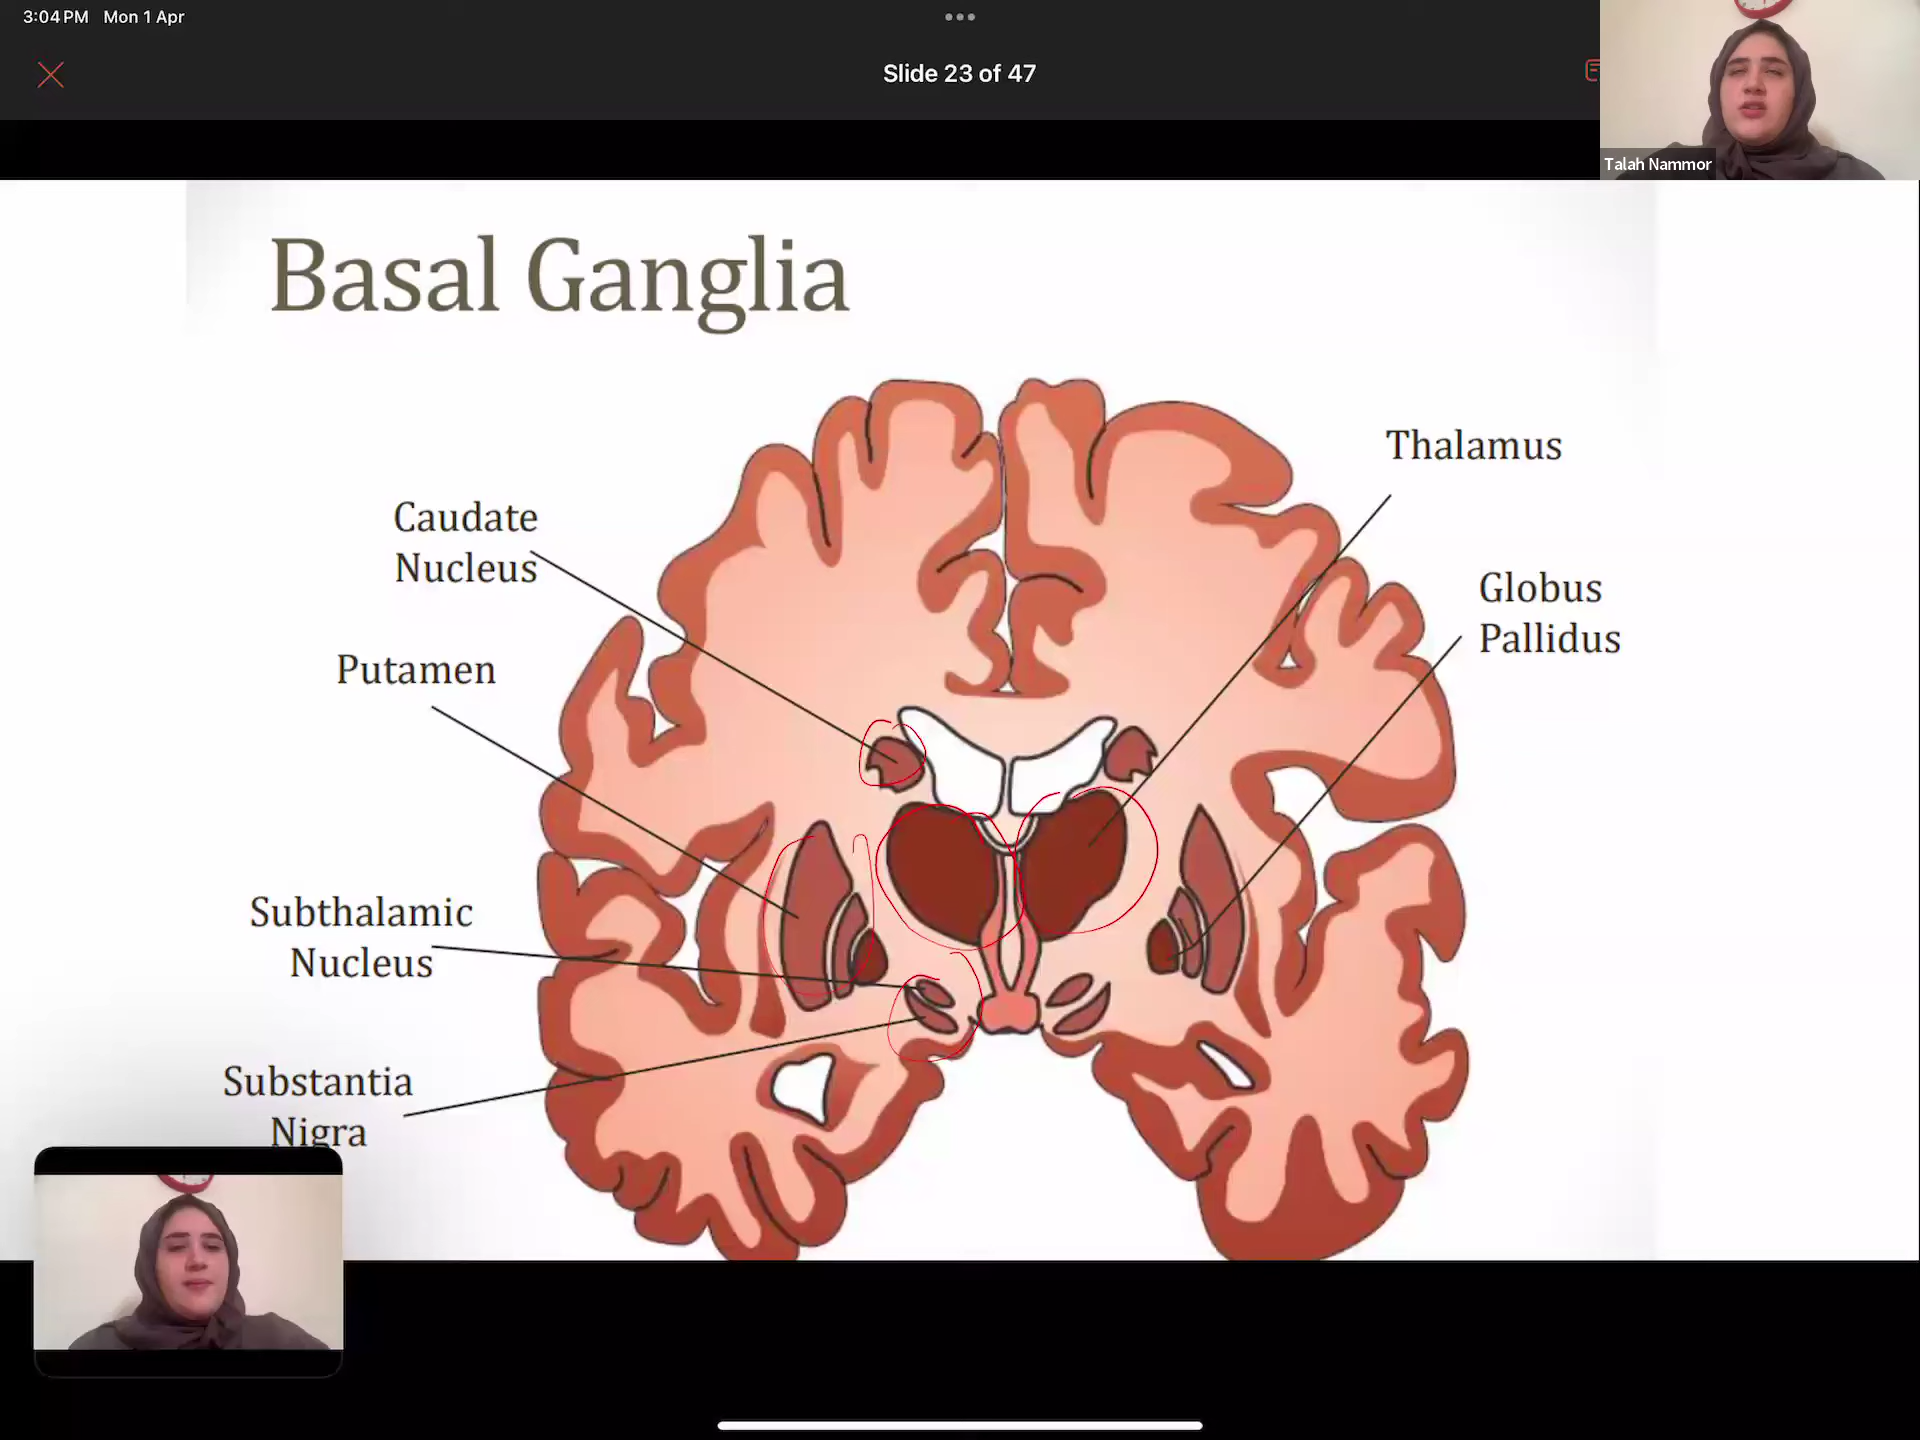 3:04 PM Mon 1 Apr
Slide 23 of 47
Talah Nammor
Basal Ganglia
Thalamus
Caudate
Nucleus
Globus
Pallidus
Putamen
Subthalamic
Nucleus
Substantia
Nigra